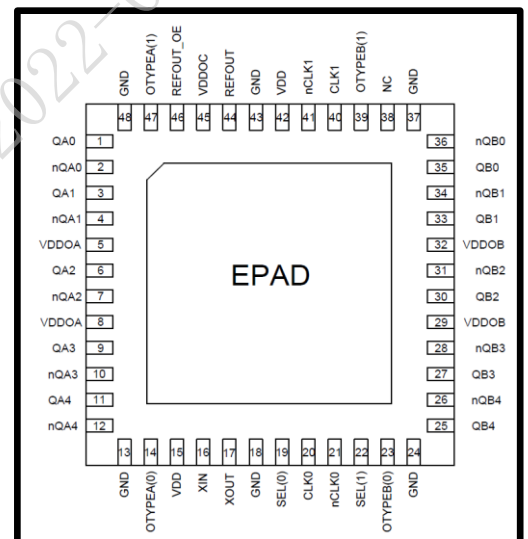 2022-
GND OTYPEA(1) REFOUT_OE VDDOC REFOUT GND VDD nCLK1 CLK1 OTYPEB(1) NC GND
48 47 46 45 44 43 42 41 40 39 38 37
QA0 1 36 nQB0
nQA0 2 35 QB0
QA1 3 34 nQB1
nQA1 4 33 QB1
VDDOA 5 32 VDDOB
QA2 6 31 nQB2
EPAD
nQA2 7 30 QB2
VDDOA 8 29 VDDOB
QA3 9 28 nQB3
nQA3 10 27 QB3
QA4 11 26 nQB4
nQA4 12 25 QB4
13 14 15 16 17 18 19 20 21 22 23 24
GND OTYPEA(0) VDD XIN XOUT GND SEL(0) CLK0 nCLK0 SEL(1) OTYPEB(0) GND